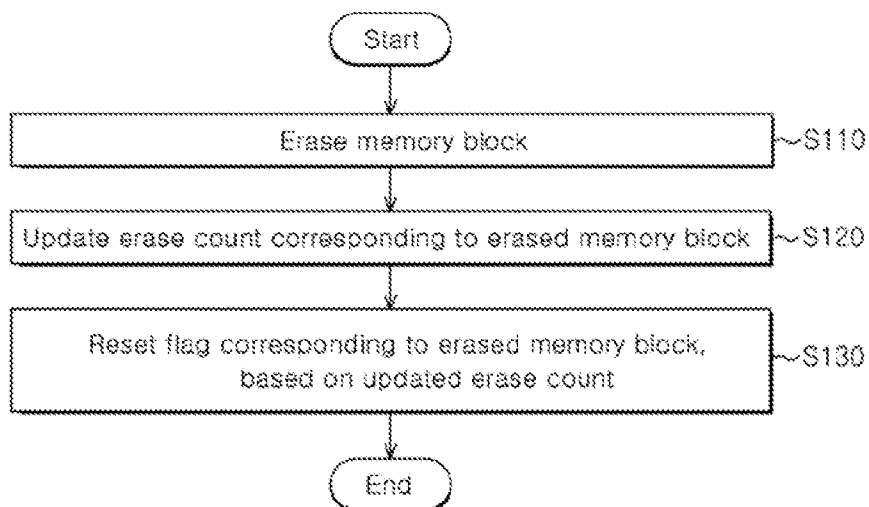 Start
Erase memory block
S110
Update erase count corresponding to erased memory block
S120
Reset flag corresponding to erased memory block,
based on updated erase count
S130
End